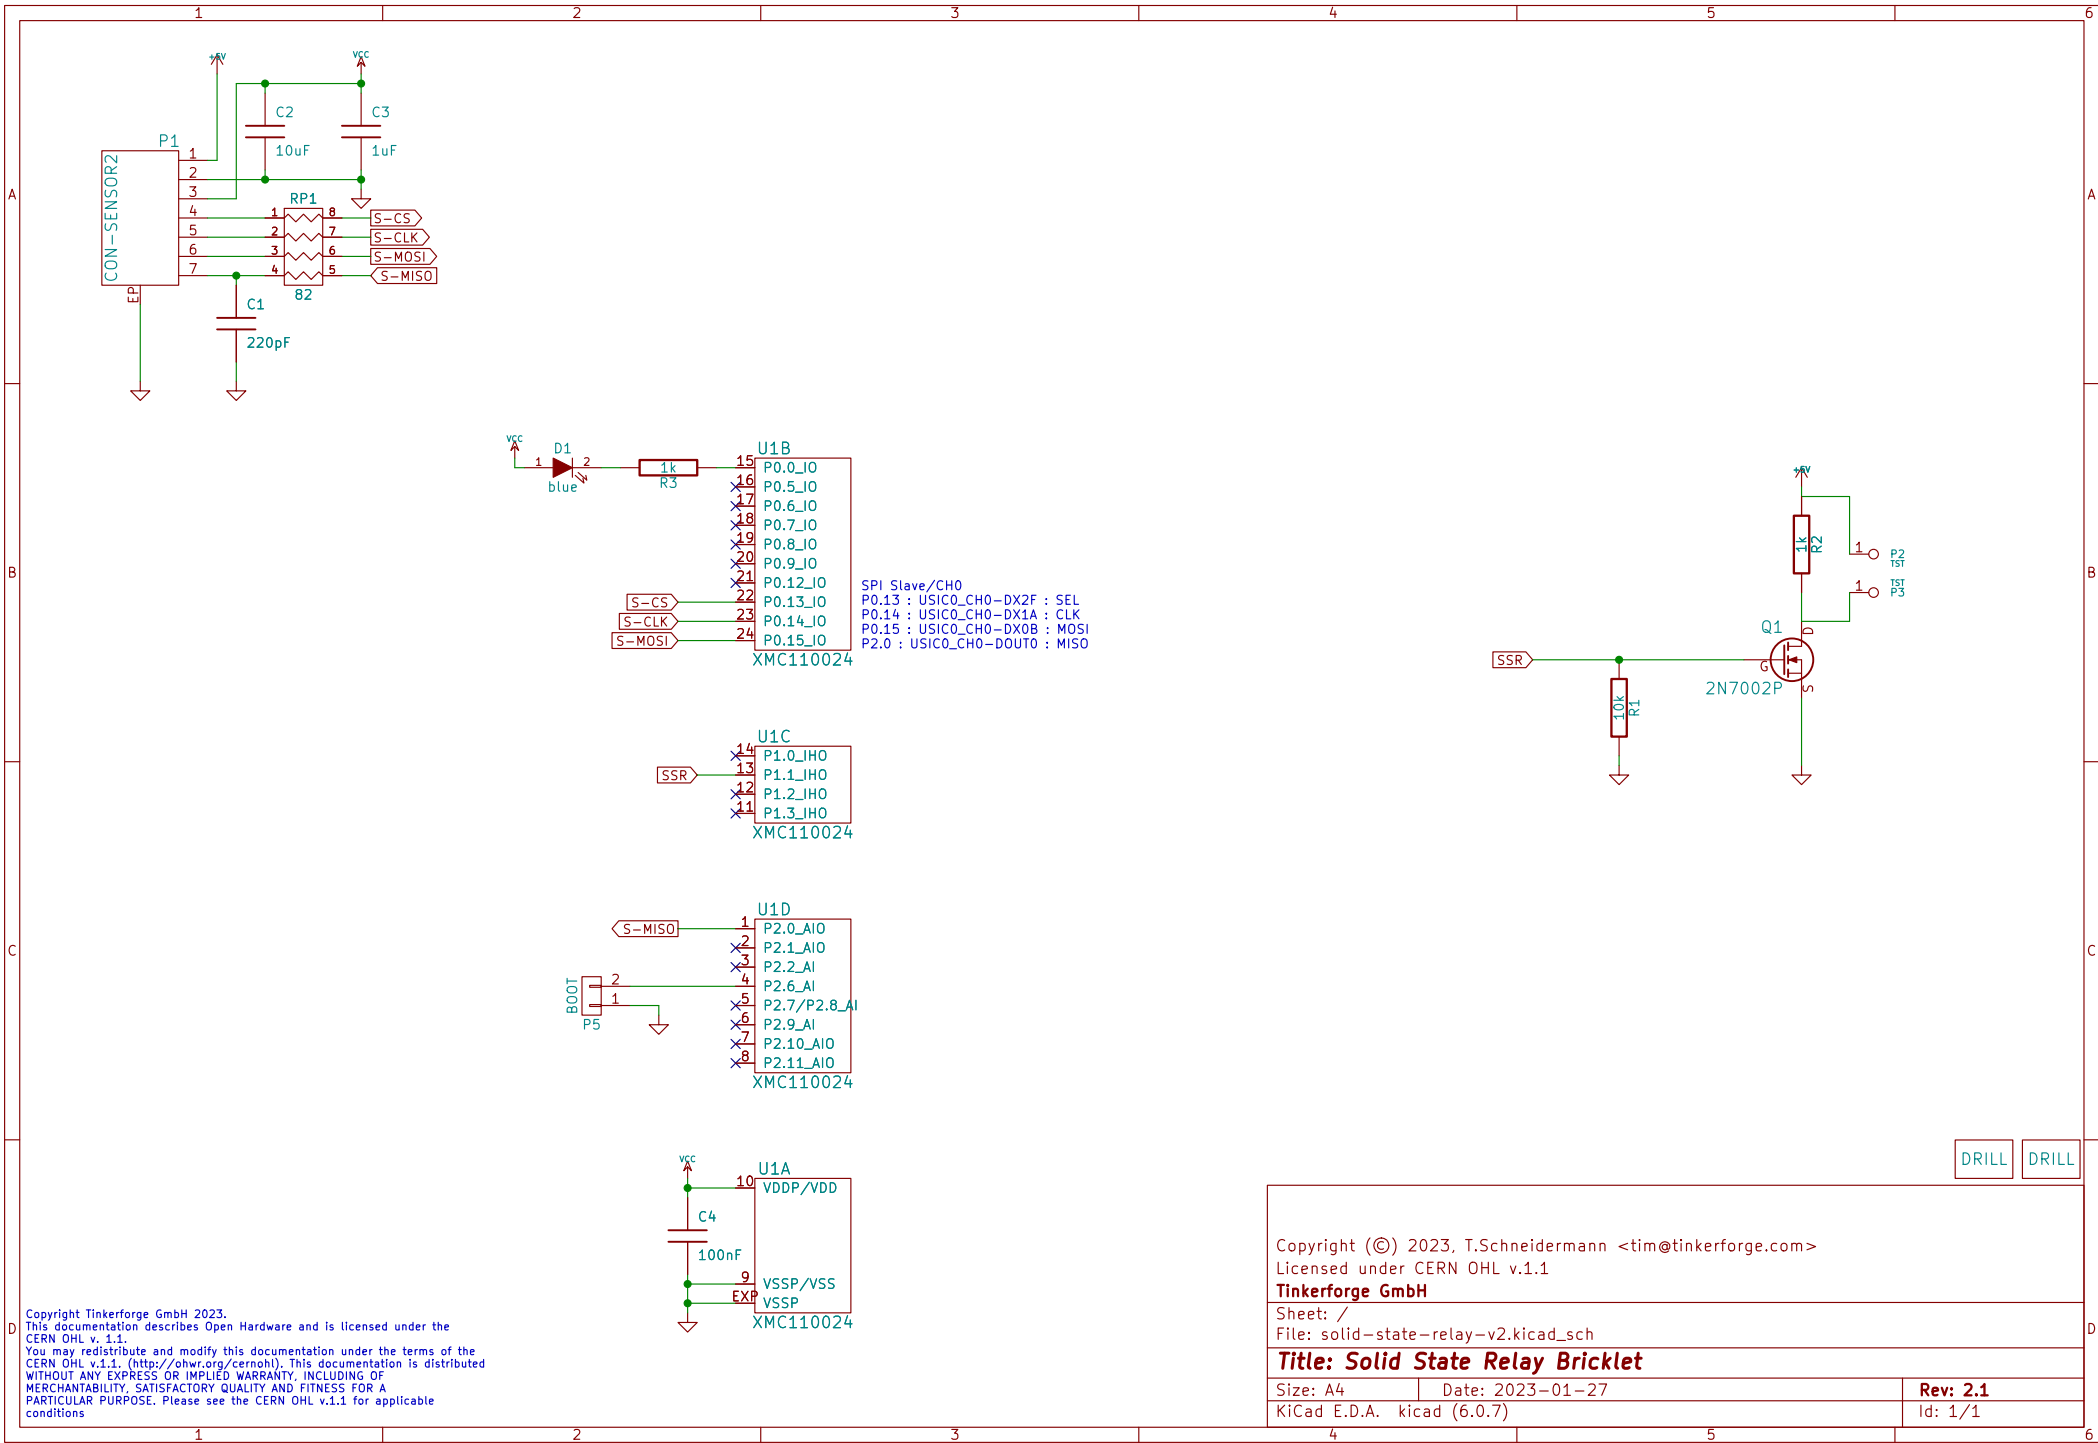 1 2 3 4 5 6
A
B
C
D
A
B
C
D
1 2 3 4 5 6
+5V
VCC
C2
10uF
C3
1uF
P1
CON-SENSOR2
1
2
3
4
5
6
7
EP
RP1
1 8
2 7
3 6
4 5
82
S-CS
S-CLK
S-MOSI
S-MISO
C1
220pF
VCC
D1
1 2
blue
1k
R3
U1B
15 P0.0_IO
16 P0.5_IO
17 P0.6_IO
18 P0.7_IO
19 P0.8_IO
20 P0.9_IO
21 P0.12_IO
S-CS 22 P0.13_IO
S-CLK 23 P0.14_IO
S-MOSI 24 P0.15_IO
XMC110024
SPI Slave/CH0
P0.13 : USIC0_CH0-DX2F : SEL
P0.14 : USIC0_CH0-DX1A : CLK
P0.15 : USIC0_CH0-DX0B : MOSI
P2.0 : USIC0_CH0-DOUT0 : MISO
U1C
14 P1.0_IHO
SSR 13 P1.1_IHO
12 P1.2_IHO
11 P1.3_IHO
XMC110024
U1D
S-MISO 1 P2.0_AIO
2 P2.1_AIO
3 P2.2_AI
4 P2.6_AI
5 P2.7/P2.8_AI
6 P2.9_AI
7 P2.10_AIO
8 P2.11_AIO
XMC110024
BOOT
2
1
P5
VCC
U1A
10 VDDP/VDD
C4
100nF
9 VSSP/VSS
EXP VSSP
XMC110024
+5V
1k
R2
1 P2
TST
TST
1 P3
Q1
D
G
S
2N7002P
SSR
10k
R1
DRILL DRILL
Copyright (©) 2023, T.Schneidermann <tim@tinkerforge.com>
Licensed under CERN OHL v.1.1
Tinkerforge GmbH
Sheet: /
File: solid-state-relay-v2.kicad_sch
Title: Solid State Relay Bricklet
Size: A4 Date: 2023-01-27 Rev: 2.1
KiCad E.D.A. kicad (6.0.7) Id: 1/1
Copyright Tinkerforge GmbH 2023.
This documentation describes Open Hardware and is licensed under the
CERN OHL v. 1.1.
You may redistribute and modify this documentation under the terms of the
CERN OHL v.1.1. (http://ohwr.org/cernohl). This documentation is distributed
WITHOUT ANY EXPRESS OR IMPLIED WARRANTY, INCLUDING OF
MERCHANTABILITY, SATISFACTORY QUALITY AND FITNESS FOR A
PARTICULAR PURPOSE. Please see the CERN OHL v.1.1 for applicable
conditions